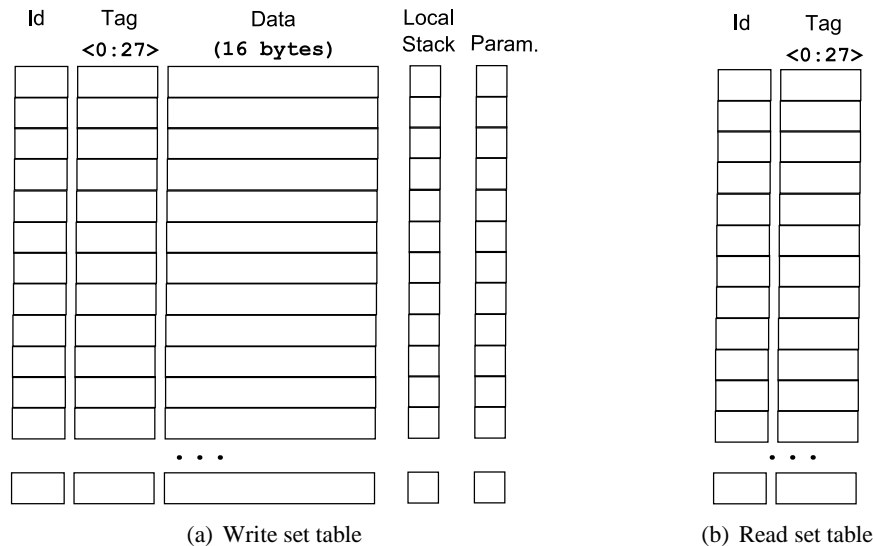 Id Tag Data Local
<0:27> (16 bytes) Stack Param.
. . .
(a) Write set table
Id Tag
<0:27>
. . .
(b) Read set table